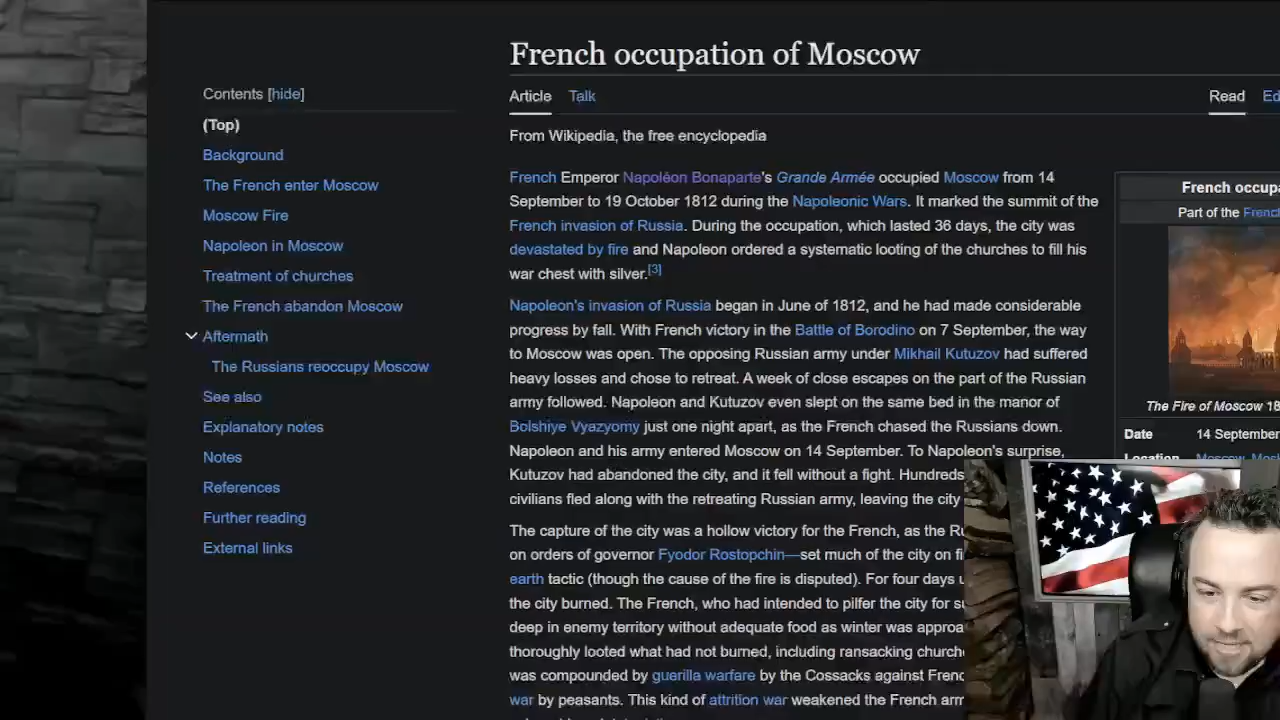 French occupation of Moscow
Contents [hide]
(Top)
Background
The French enter Moscow
Moscow Fire
Napoleon in Moscow
Treatment of churches
The French abandon Moscow
Aftermath
The Russians reoccupy Moscow
See also
Explanatory notes
Notes
References
Further reading
External links
Article Talk
Read
From Wikipedia, the free encyclopedia
French Emperor Napoléon Bonaparte's Grande Armée occupied Moscow from 14
September to 19 October 1812 during the Napoleonic Wars. It marked the summit of the
French invasion of Russia. During the occupation, which lasted 36 days, the city was
devastated by fire and Napoleon ordered a systematic looting of the churches to fill his
war chest with silver.[3]
Napoleon's invasion of Russia began in June of 1812, and he had made considerable
progress by fall. With French victory in the Battle of Borodino on 7 September, the way
to Moscow was open. The opposing Russian army under Mikhail Kutuzov had suffered
heavy losses and chose to retreat. A week of close escapes on the part of the Russian
army followed. Napoleon and Kutuzov even slept on the same bed in the manor of
Bolshiye Vyazyomy just one night apart, as the French chased the Russians down.
Napoleon and his army entered Moscow on 14 September. To Napoleon's surprise,
Kutuzov had abandoned the city, and it fell without a fight. Hundreds
civilians fled along with the retreating Russian army, leaving the city
The capture of the city was a hollow victory for the French, as the
on orders of governor Fyodor Rostopchin—set much of the city on
earth tactic (though the cause of the fire is disputed). For four days
the city burned. The French, who had intended to pilfer the city for
deep in enemy territory without adequate food as winter was
thoroughly looted what had not burned, including ransacking
was compounded by guerilla warfare by the Cossacks against
war by peasants. This kind of attrition war weakened the French
French
Part of the
The Fire of Moscow
Date 14 September
Location Moscow,